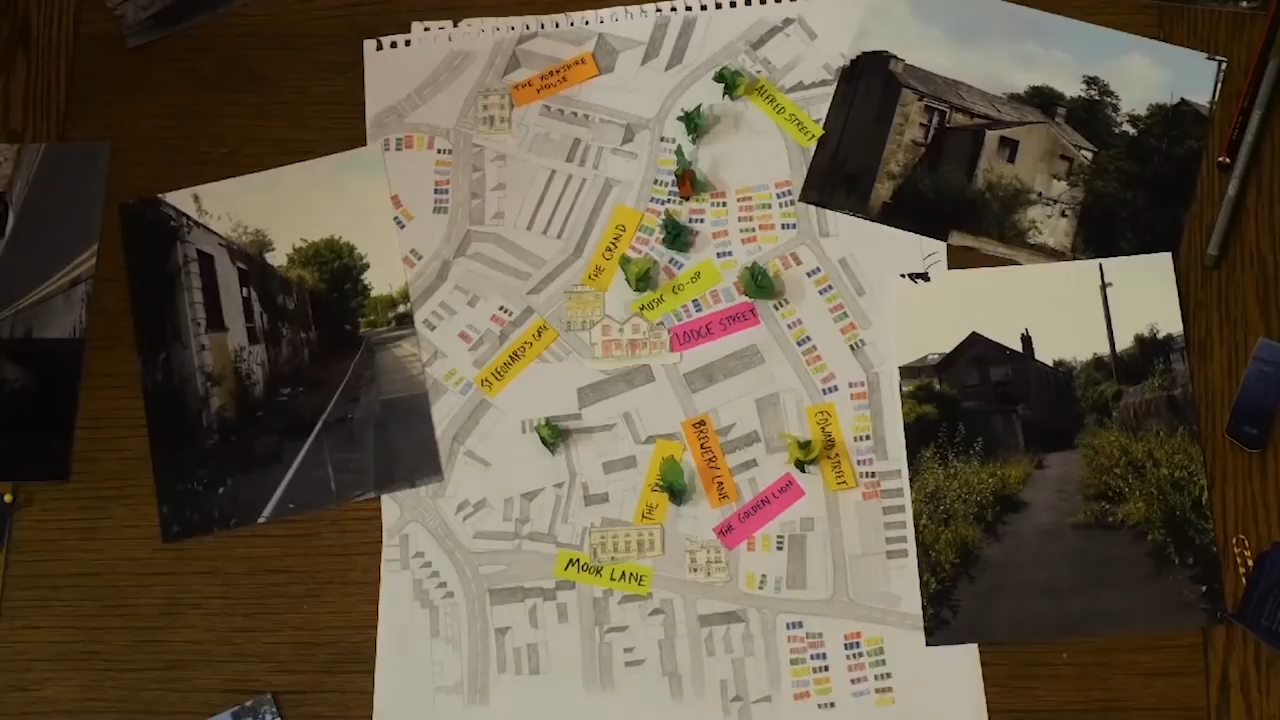 THE YORKSHIRE
HOUSE
ALFRED STREET
THE GRAND
MUSIC CO-OP
LODGE STREET
ST LEONARD'S GATE
BREWERY LANE
EDWARD STREET
THE
THE GOLDEN LION
MOOR LANE